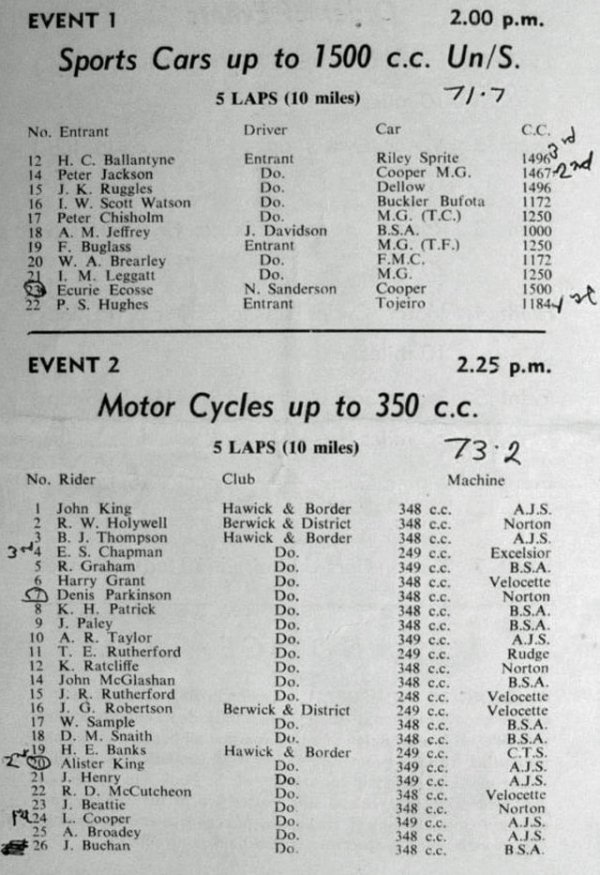 EVENT 1 2.00 p.m.
Sports Cars up to 1500 c.c. Un/S.
5 LAPS (10 miles) 71.7
No. Entrant Driver Car C.C.
12 H. C. Ballantyne Entrant Riley Sprite 1496 3rd
14 Peter Jackson Do. Cooper M.G. 1467 2nd
15 J. K. Ruggles Do. Dellow 1496
16 I. W. Scott Watson Do. Buckler Bufota 1172
17 Peter Chisholm Do. M.G. (T.C.) 1250
18 A. M. Jeffrey J. Davidson B.S.A. 1000
19 F. Buglass Entrant M.G. (T.F.) 1250
20 W. A. Brearley Do. F.M.C. 1172
21 I. M. Leggatt Do. M.G. 1250
23 Ecurie Ecosse N. Sanderson Cooper 1500
22 P. S. Hughes Entrant Tojeiro 1184 1st
EVENT 2 2.25 p.m.
Motor Cycles up to 350 c.c.
5 LAPS (10 miles) 73.2
No. Rider Club Machine
1 John King Hawick & Border 348 c.c. A.J.S.
2 R. W. Holywell Berwick & District 348 c.c. Norton
3 B. J. Thompson Hawick & Border 348 c.c. A.J.S.
3rd 4 E. S. Chapman Do. 249 c.c. Excelsior
5 R. Graham Do. 349 c.c. B.S.A.
6 Harry Grant Do. 348 c.c. Velocette
7 Denis Parkinson Do. 348 c.c. Norton
8 K. H. Patrick Do. 348 c.c. B.S.A.
9 J. Paley Do. 348 c.c. B.S.A.
10 A. R. Taylor Do. 349 c.c. A.J.S.
11 T. E. Rutherford Do. 249 c.c. Rudge
12 K. Ratcliffe Do. 348 c.c. Norton
14 John McGlashan Do. 348 c.c. B.S.A.
15 J. R. Rutherford Do. 248 c.c. Velocette
16 J. G. Robertson Berwick & District 249 c.c. Velocette
17 W. Sample Do. 348 c.c. B.S.A.
18 D. M. Snaith Do. 348 c.c. B.S.A.
19 H. E. Banks Hawick & Border 249 c.c. C.T.S.
2nd 20 Alister King Do. 349 c.c. A.J.S.
21 J. Henry Do. 349 c.c. A.J.S.
22 R. D. McCutcheon Do. 348 c.c. Velocette
23 J. Beattie Do. 348 c.c. Norton
24 L. Cooper Do. 349 c.c. A.J.S.
25 A. Broadey Do. 348 c.c. A.J.S.
26 J. Buchan Do. 348 c.c. B.S.A.